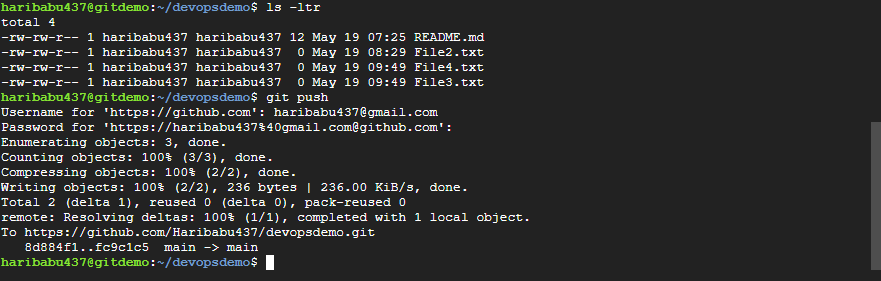 haribabu437@gitdemo:~/devopsdemo$ ls -ltr
total 4
-rw-rw-r-- 1 haribabu437 haribabu437 12 May 19 07:25 README.md
-rw-rw-r-- 1 haribabu437 haribabu437  0 May 19 08:29 File2.txt
-rw-rw-r-- 1 haribabu437 haribabu437  0 May 19 09:49 File4.txt
-rw-rw-r-- 1 haribabu437 haribabu437  0 May 19 09:49 File3.txt
haribabu437@gitdemo:~/devopsdemo$ git push
Username for 'https://github.com': haribabu437@gmail.com
Password for 'https://haribabu437%40gmail.com@github.com':
Enumerating objects: 3, done.
Counting objects: 100% (3/3), done.
Compressing objects: 100% (2/2), done.
Writing objects: 100% (2/2), 236 bytes | 236.00 KiB/s, done.
Total 2 (delta 1), reused 0 (delta 0), pack-reused 0
remote: Resolving deltas: 100% (1/1), completed with 1 local object.
To https://github.com/Haribabu437/devopsdemo.git
   8d884f1..fc9c1c5  main -> main
haribabu437@gitdemo:~/devopsdemo$